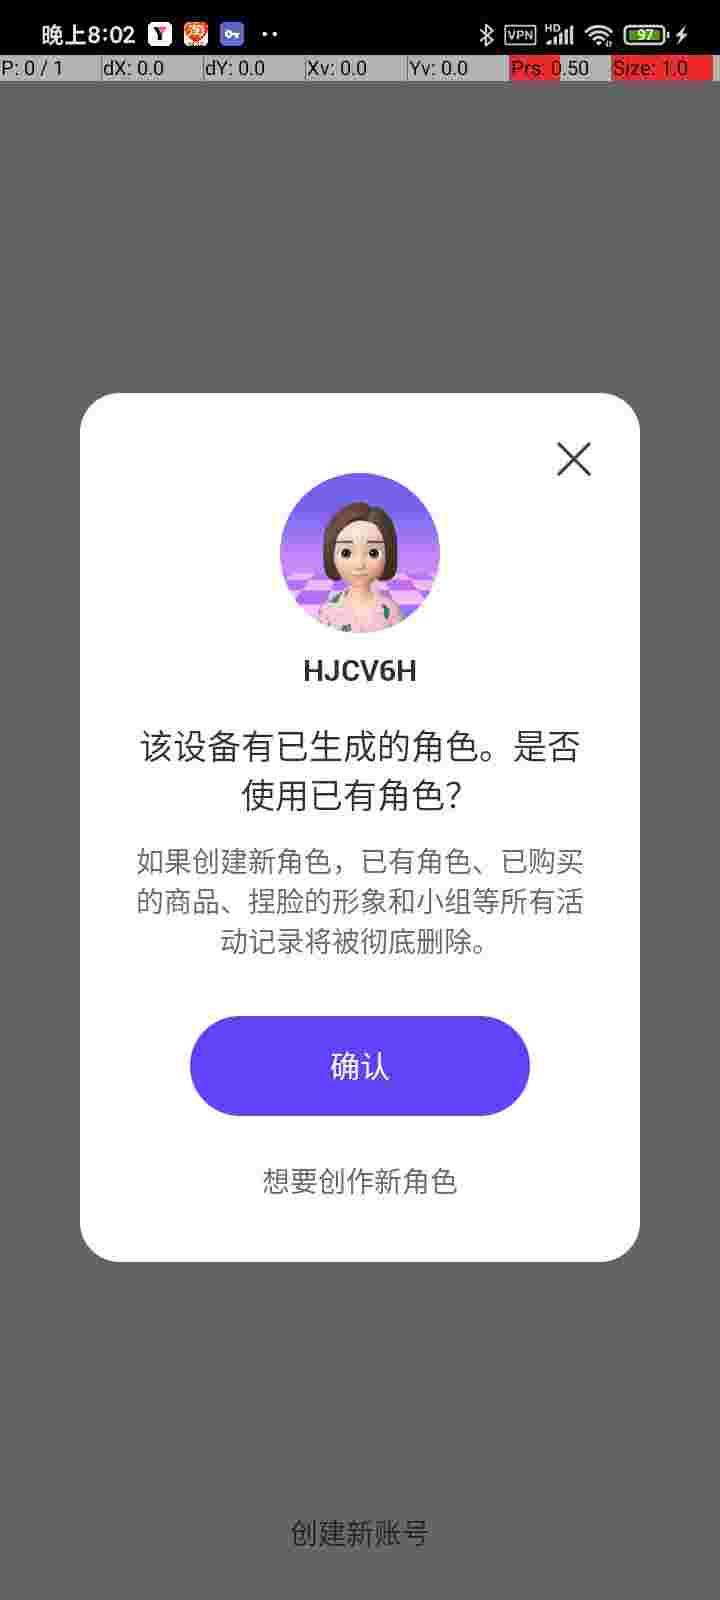 晚上8:02
VPN
HD
97
P: 0 / 1
dX: 0.0
dY: 0.0
Xv: 0.0
Yv: 0.0
Prs: 0.50
Size: 1.0
HJCV6H
该设备有已生成的角色。是否
使用已有角色?
如果创建新角色，已有角色、已购买
的商品、捏脸的形象和小组等所有活
动记录将被彻底删除。
确认
想要创作新角色
创建新账号